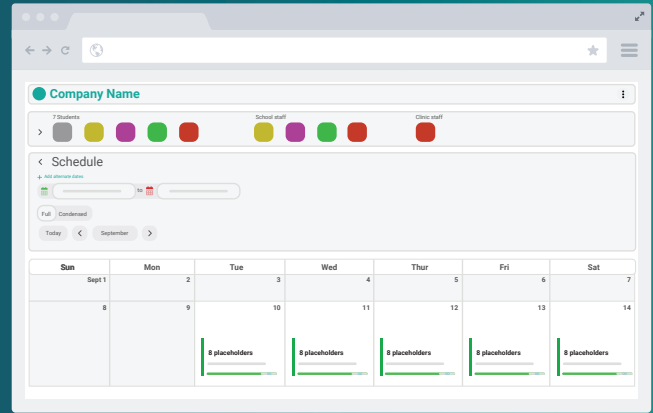 Company Name
7 Students School staff Clinic staff
Schedule
+ Add alternate dates
to
Full Condensed
Today September
Sun Mon Tue Wed Thur Fri Sat
Sept 1 2 3 4 5 6 7
8 9 10 11 12 13 14
8 placeholders 8 placeholders 8 placeholders 8 placeholders 8 placeholders